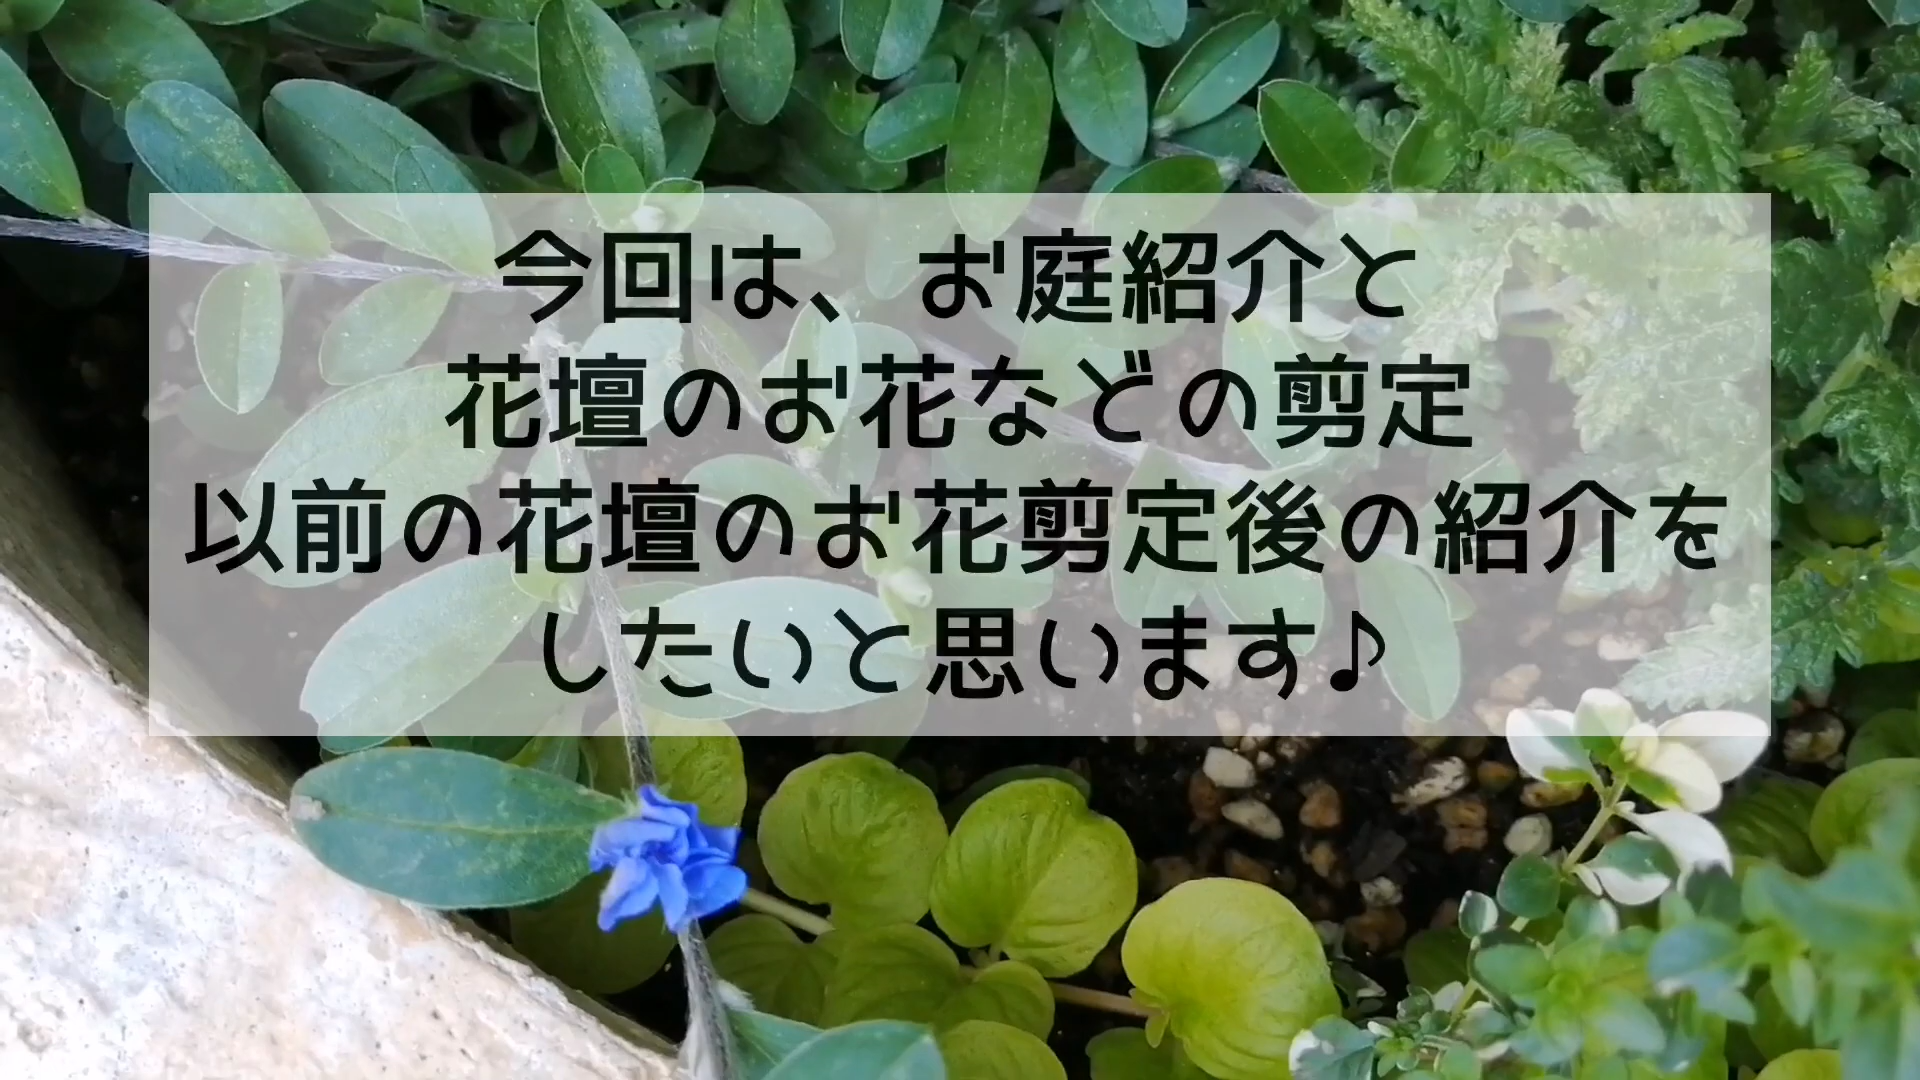 今回は、お庭紹介と
花壇のお花などの剪定
以前の花壇のお花剪定後の紹介を
したいと思います♪